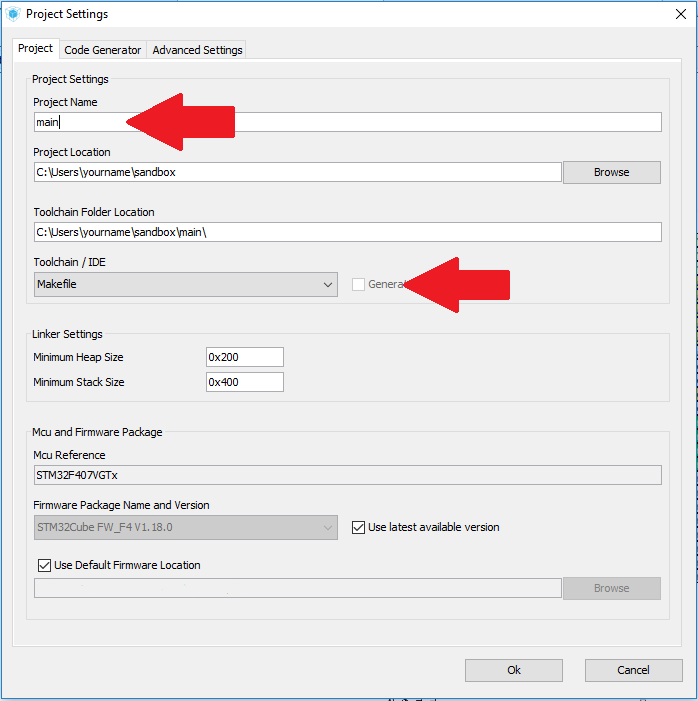 Project Settings
Project Code Generator Advanced Settings
Project Settings
Project Name
main
Project Location
C:\Users\yourname\sandbox Browse
Toolchain Folder Location
C:\Users\yourname\sandbox\main\
Toolchain / IDE
Makefile
Linker Settings
Minimum Heap Size 0x200
Minimum Stack Size 0x400
Mcu and Firmware Package
Mcu Reference
STM32F407VGTx
Firmware Package Name and Version
STM32Cube FW_F4 V1.18.0 Use latest available version
Use Default Firmware Location
Browse
Ok Cancel